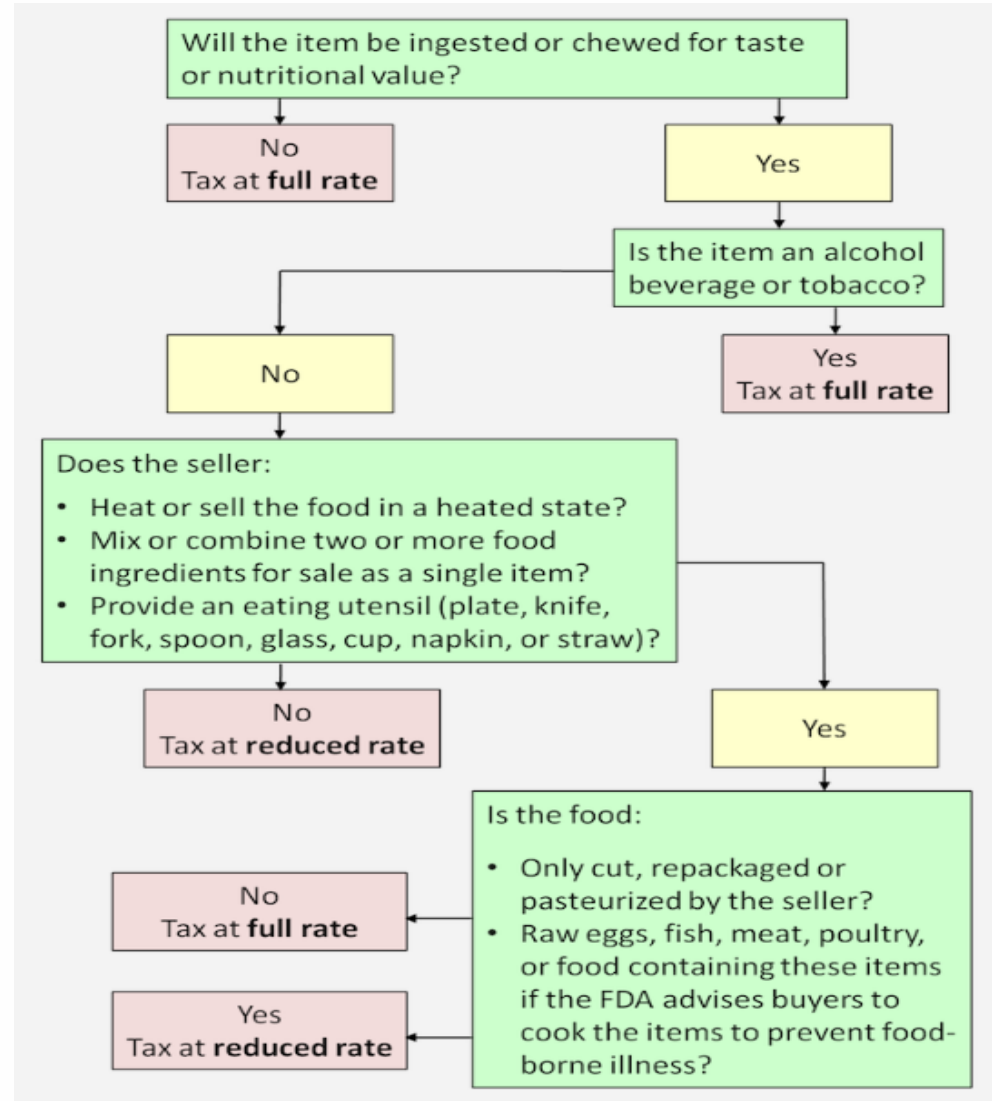 Will the item be ingested or chewed for taste
or nutritional value?
No
Tax at full rate
Yes
Is the item an alcohol
beverage or tobacco?
No
Yes
Tax at full rate
Does the seller:
• Heat or sell the food in a heated state?
• Mix or combine two or more food
ingredients for sale as a single item?
• Provide an eating utensil (plate, knife,
fork, spoon, glass, cup, napkin, or straw)?
No
Tax at reduced rate
Yes
Is the food:
• Only cut, repackaged or
pasteurized by the seller?
• Raw eggs, fish, meat, poultry,
or food containing these items
if the FDA advises buyers to
cook the items to prevent food-
borne illness?
No
Tax at full rate
Yes
Tax at reduced rate